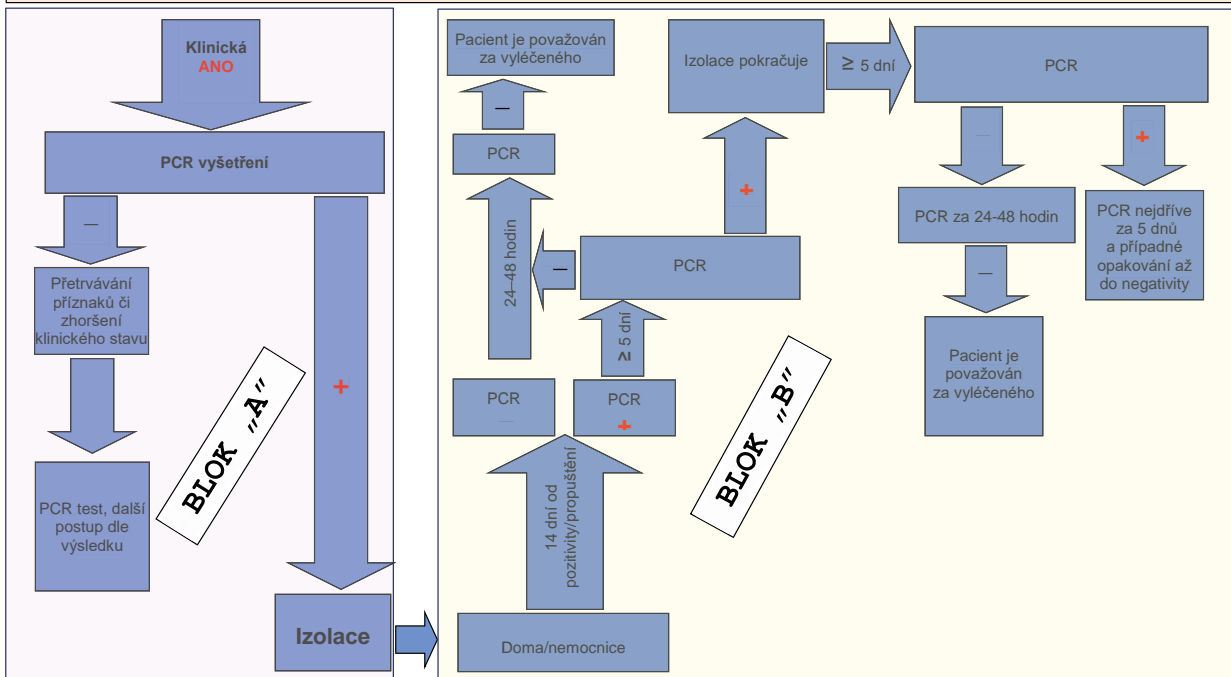 Klinická
ANO
PCR vyšetření
—
+
Přetrvávání
příznaků či
zhoršení
klinického stavu
PCR test, další
postup dle
výsledku
BLOK „A"
Izolace
Pacient je považován
za vyléčeného
—
PCR
24–48 hodin
—
PCR
+
Izolace pokračuje
≥ 5 dní
PCR
—
+
PCR za 24-48 hodin
—
Pacient je
považován
za vyléčeného
PCR nejdříve
za 5 dnů
a případné
opakování až
do negativity
≥ 5 dní
PCR
—
PCR
+
14 dní od
pozitivity/propuštění
Doma/nemocnice
BLOK „B"